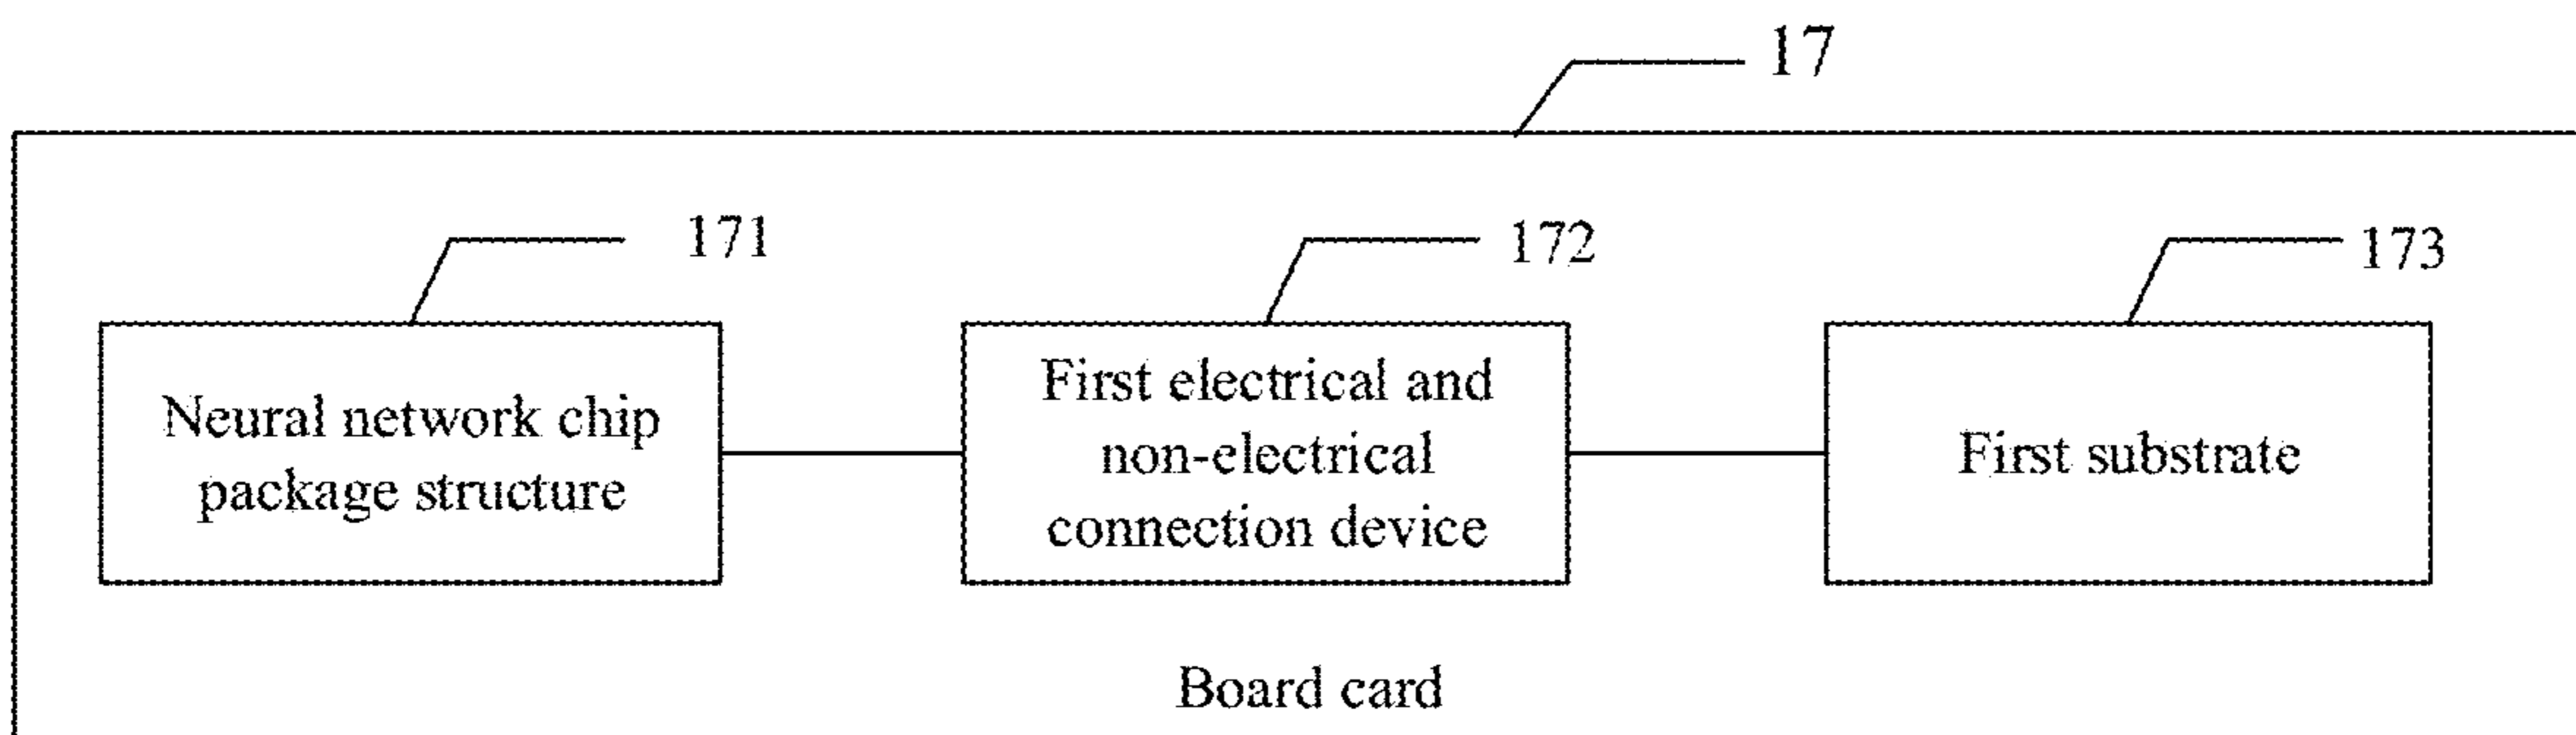 17
171
172
173
Neural network chip
package structure
First electrical and
non-electrical
connection device
First substrate
Board card